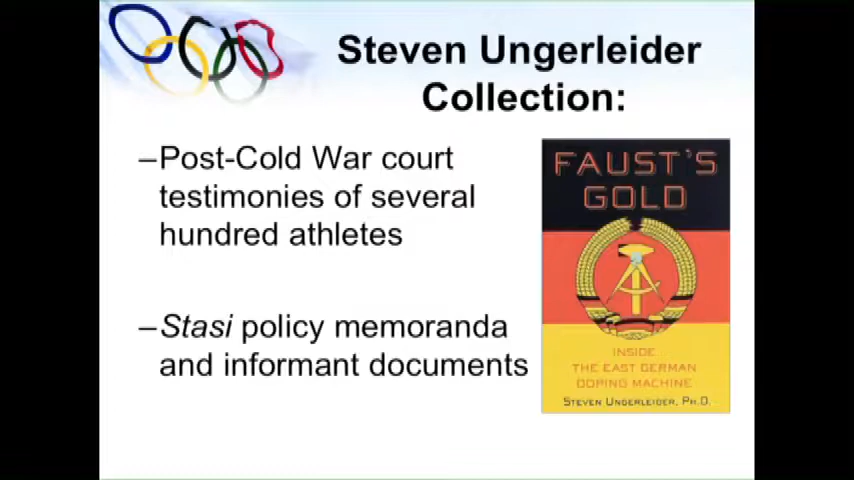 Steven Ungerleider
Collection:
–Post-Cold War court
testimonies of several
hundred athletes
–Stasi policy memoranda
and informant documents
FAUST'S
GOLD
INSIDE
THE EAST GERMAN
DOPING MACHINE
STEVEN UNGERLEIDER, PH.D.